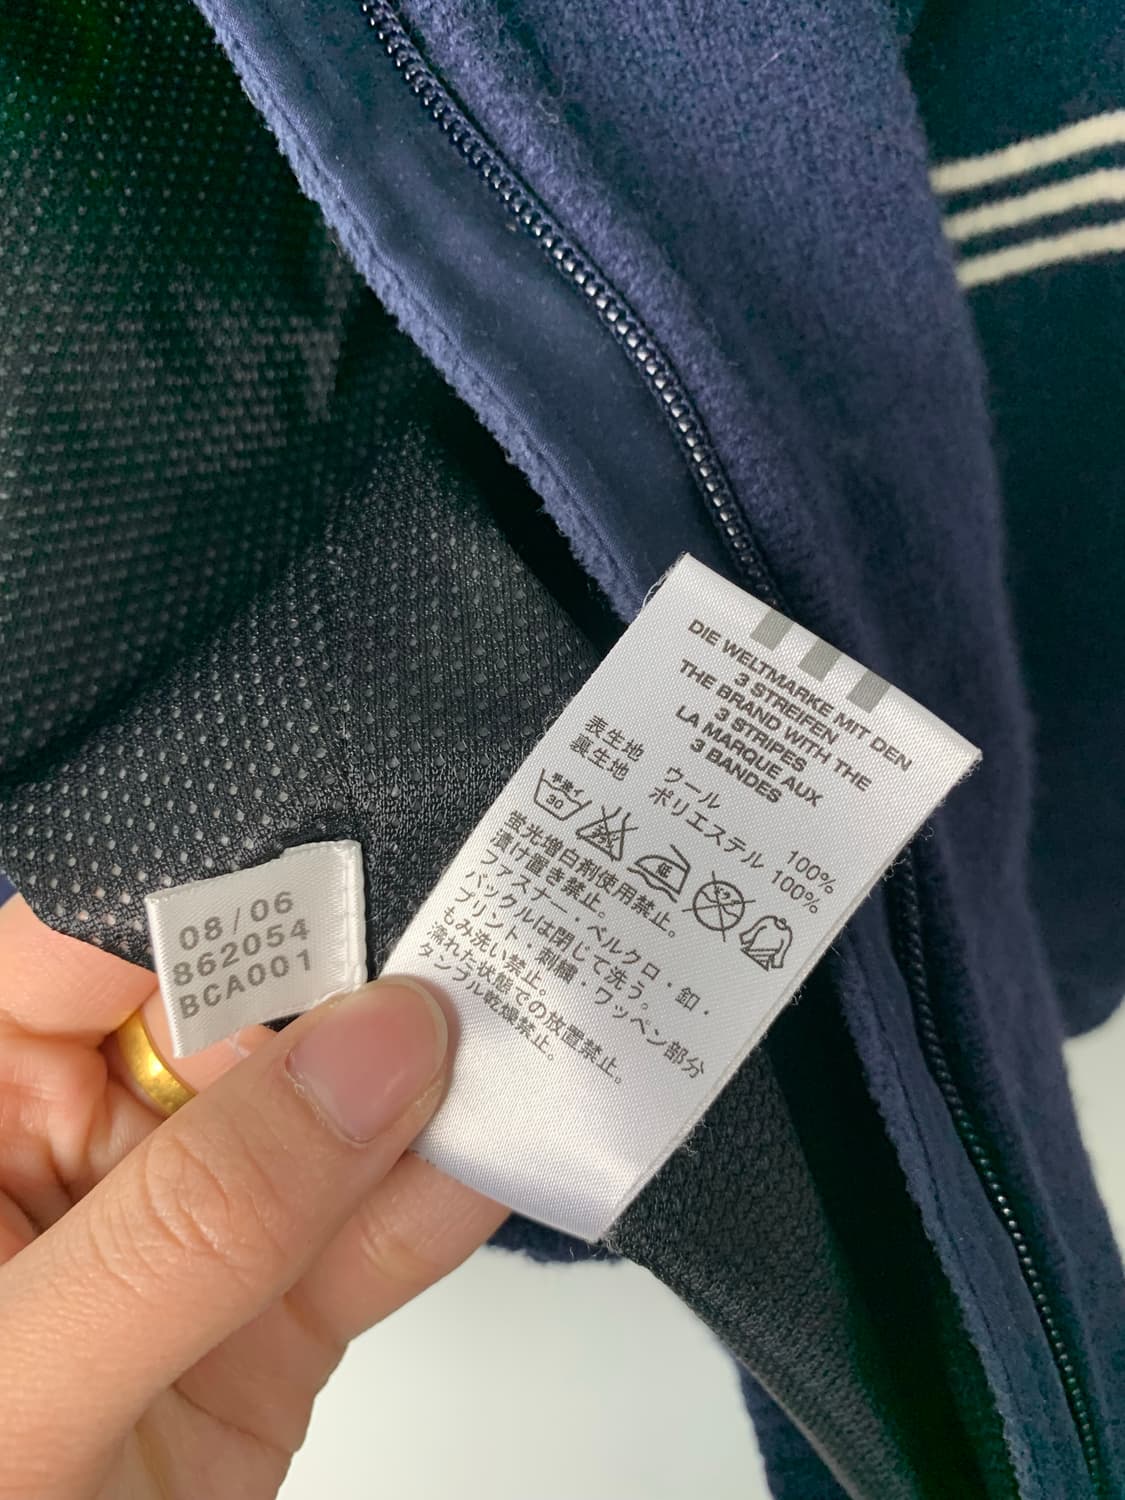 DIE WELTMARKE MIT DEN
3 STREIFEN
THE BRAND WITH THE
3 STRIPES
LA MARQUE AUX
3 BANDES
表生地 ウール 100%
裏生地 ポリエステル 100%
手洗イ
30
蛍光増白剤使用禁止。
漬け置き禁止。
ファスナー・ベルクロ・釦・
バックルは閉じて洗う。
プリント・刺繍・ワッペン部分
もみ洗い禁止。
濡れた状態での放置禁止。
タンブラル乾燥禁止。
08/06
862054
BCA001